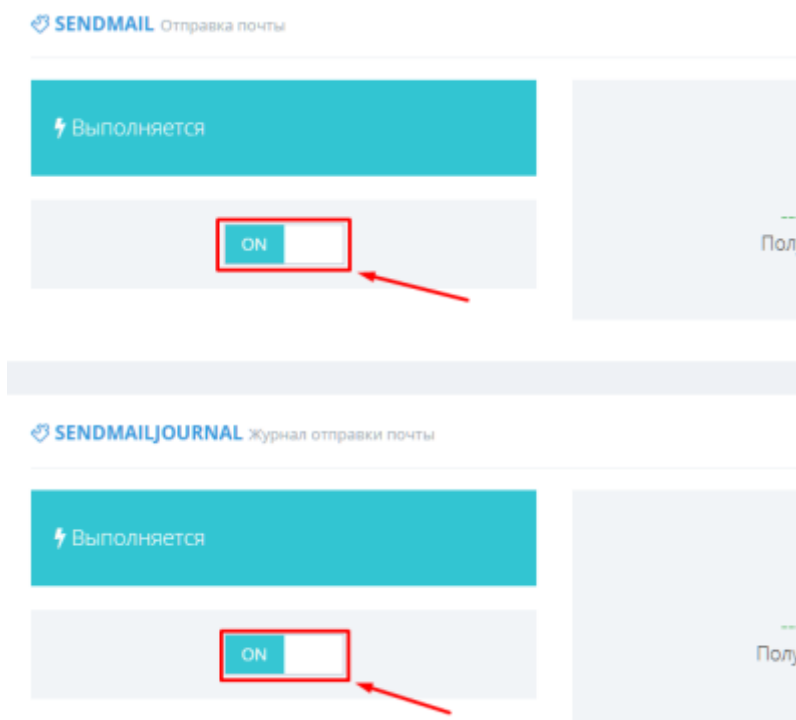 SENDMAIL Отправка почты
Выполняется
ON
SENDMAILJOURNAL Журнал отправки почты
Выполняется
ON